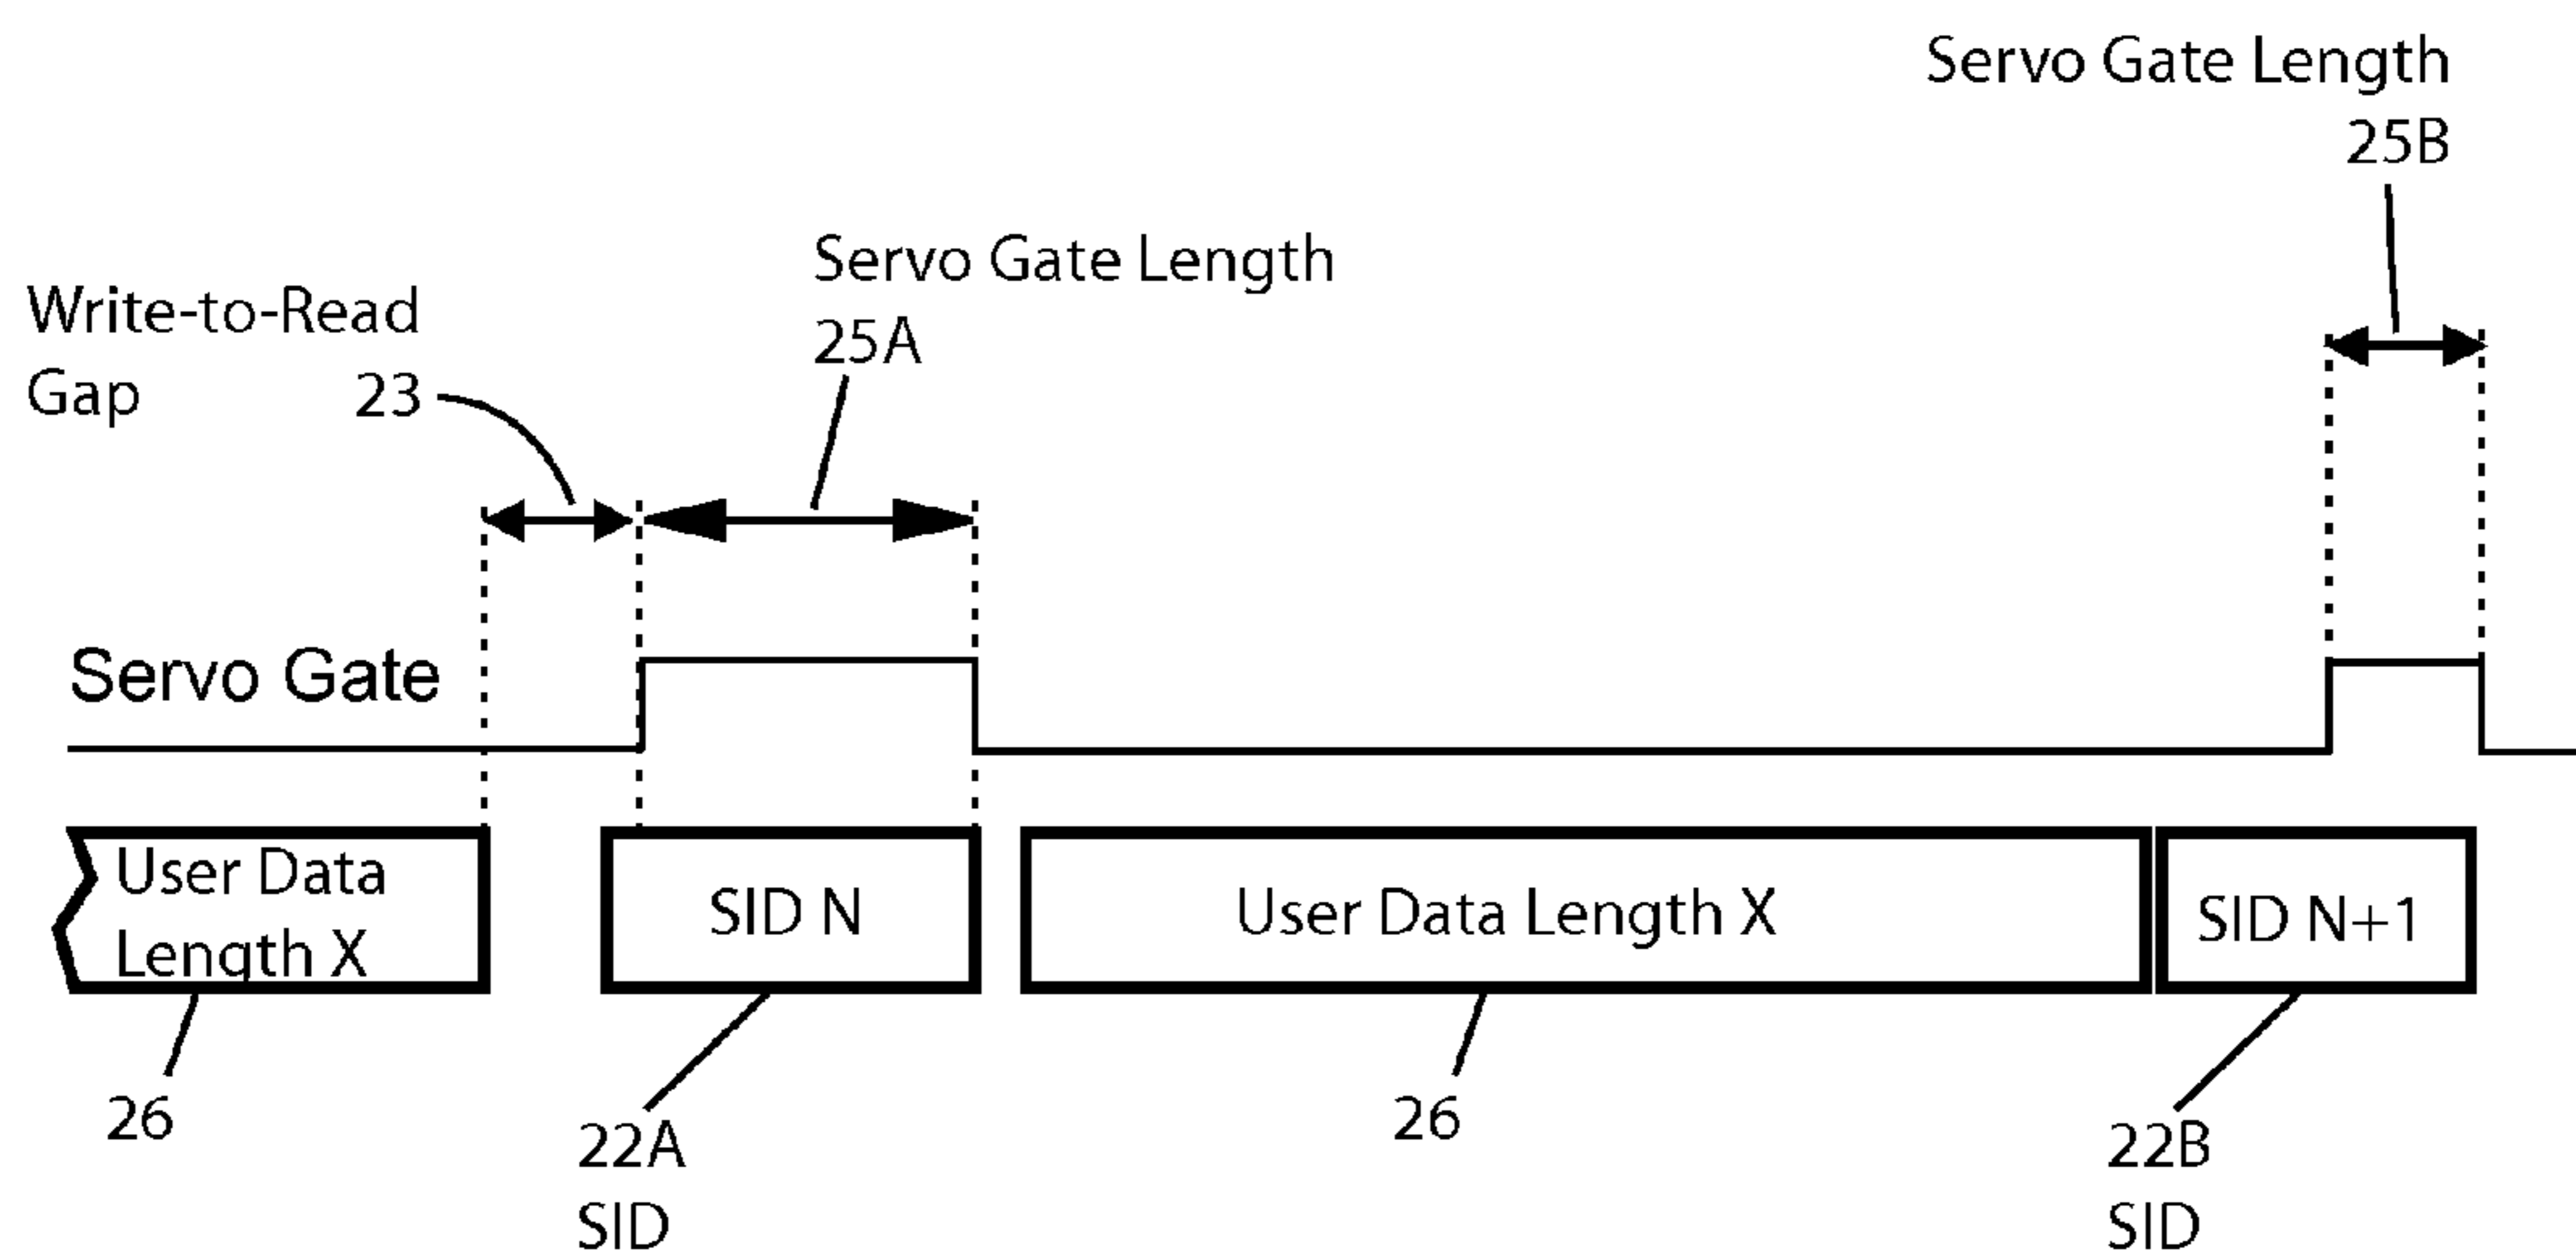 Servo Gate Length
25B
Servo Gate Length
25A
Write-to-Read
Gap 23
Servo Gate
User Data
Length X
SID N
User Data Length X
SID N+1
26
22A
SID
26
22B
SID